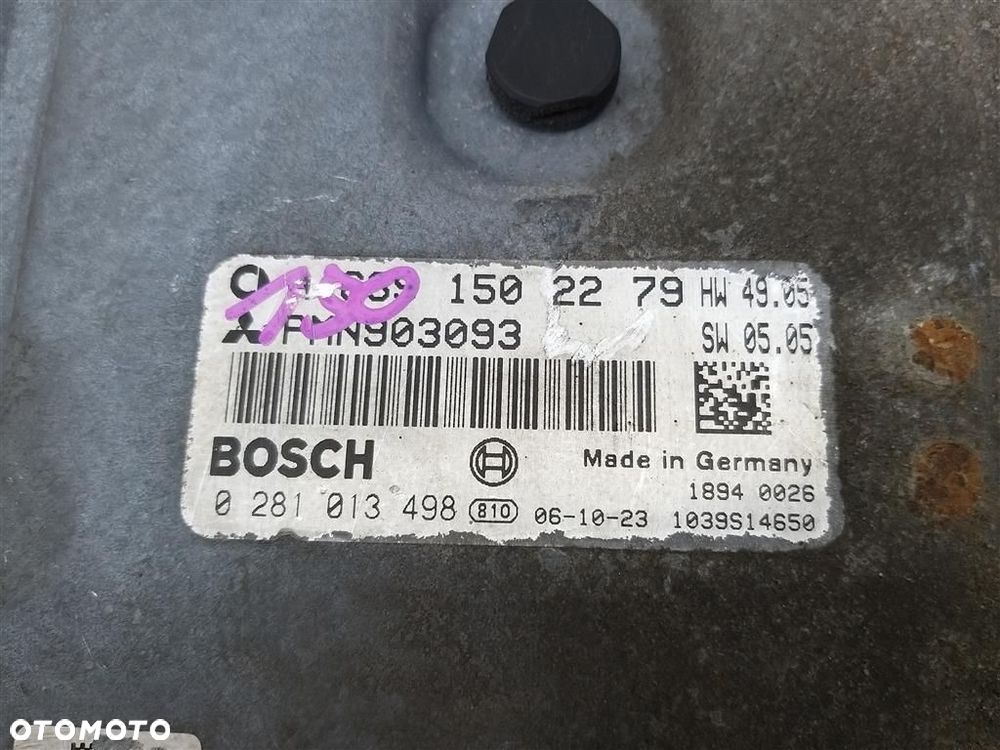 150 22 79 HW 49.05
130
MN903093 SW 05.05
BOSCH
Made in Germany
1894 0026
0 281 013 498 810 06-10-23 1039S14650
OTOMOTO